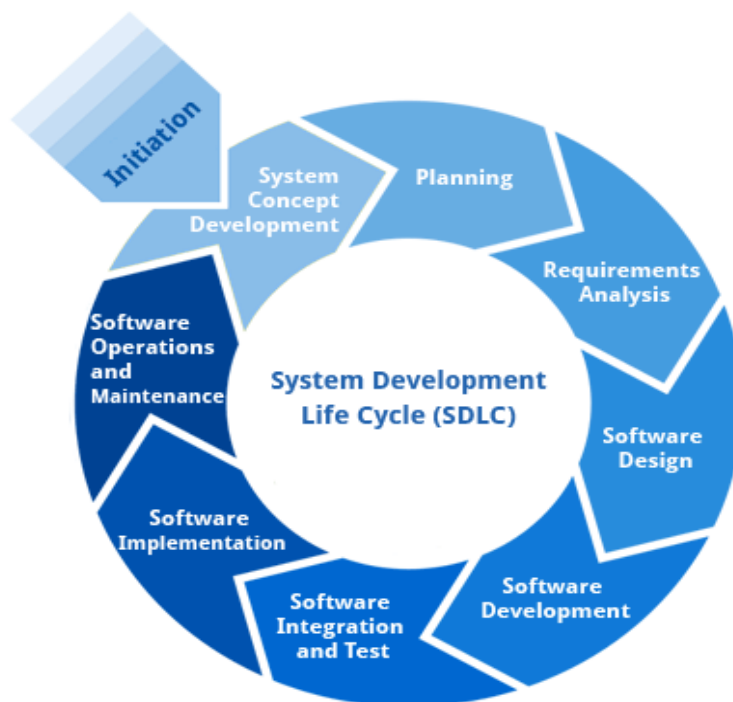 Initiation
System
Concept
Development
Planning
Requirements
Analysis
Software
Design
Software
Development
Software
Integration
and Test
Software
Implementation
Software
Operations
and
Maintenance
System Development
Life Cycle (SDLC)